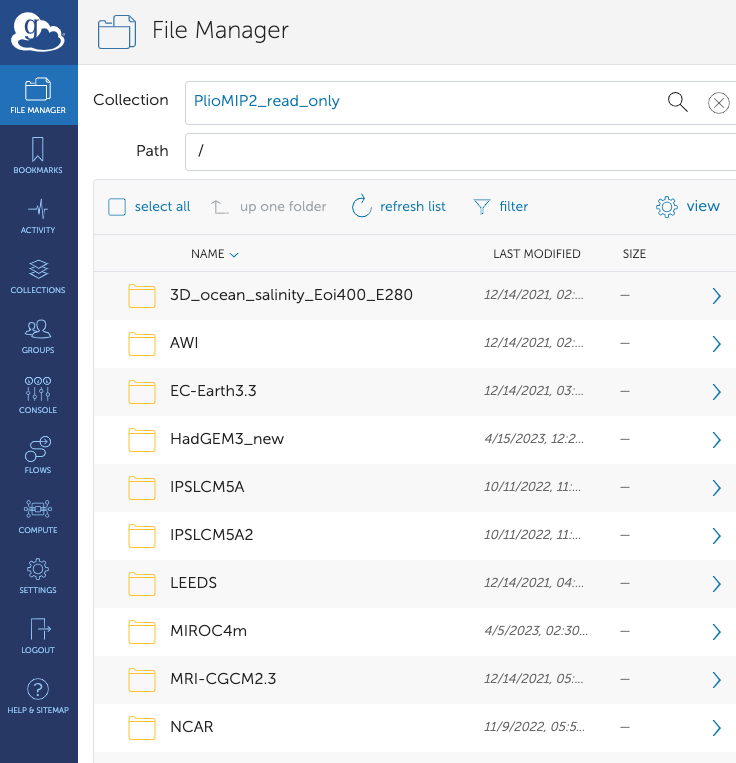 g
File Manager
FILE MANAGER
BOOKMARKS
ACTIVITY
COLLECTIONS
GROUPS
CONSOLE
FLOWS
COMPUTE
SETTINGS
LOGOUT
?
HELP & SITEMAP
Collection PlioMIP2_read_only
Path /
select all up one folder refresh list filter view
NAME LAST MODIFIED SIZE
3D_ocean_salinity_Eoi400_E280 12/14/2021, 02:... —
AWI 12/14/2021, 02:... —
EC-Earth3.3 12/14/2021, 03:... —
HadGEM3_new 4/15/2023, 12:2... —
IPSLCM5A 10/11/2022, 11:... —
IPSLCM5A2 10/11/2022, 11:... —
LEEDS 12/14/2021, 04:... —
MIROC4m 4/5/2023, 02:30... —
MRI-CGCM2.3 12/14/2021, 05:... —
NCAR 11/9/2022, 05:5... —